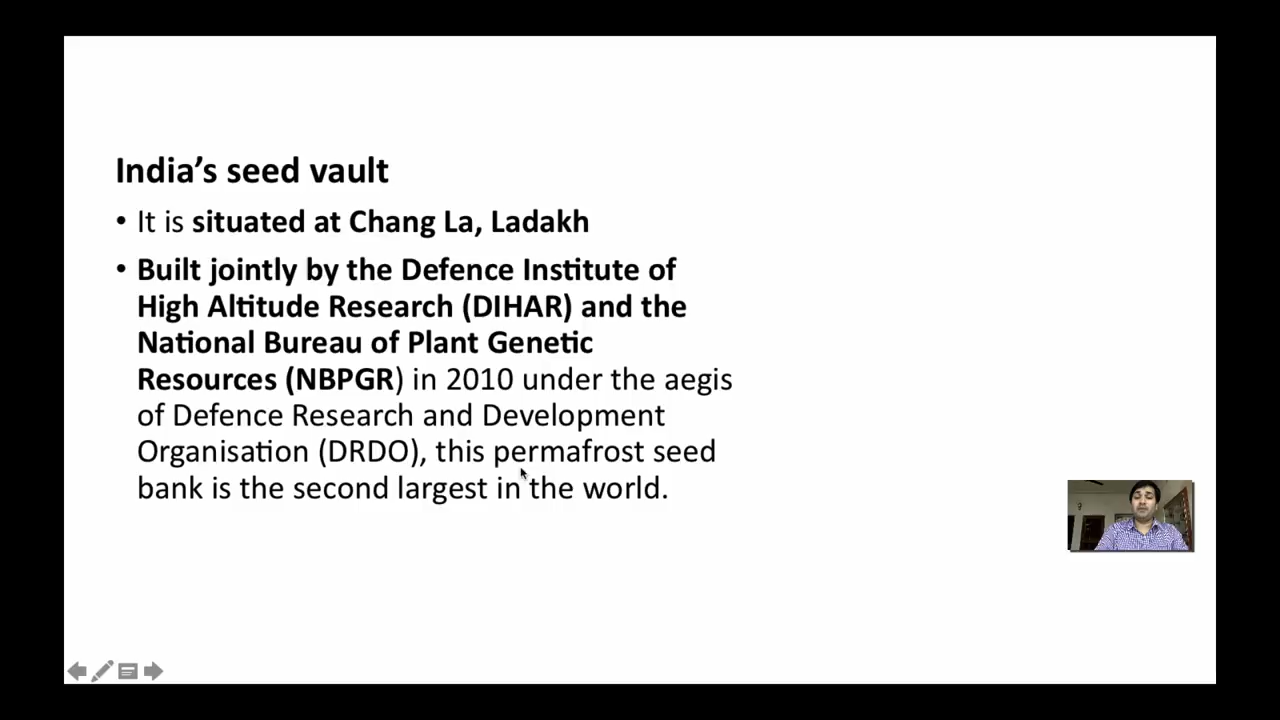 India’s seed vault
• It is situated at Chang La, Ladakh
• Built jointly by the Defence Institute of
High Altitude Research (DIHAR) and the
National Bureau of Plant Genetic
Resources (NBPGR) in 2010 under the aegis
of Defence Research and Development
Organisation (DRDO), this permafrost seed
bank is the second largest in the world.